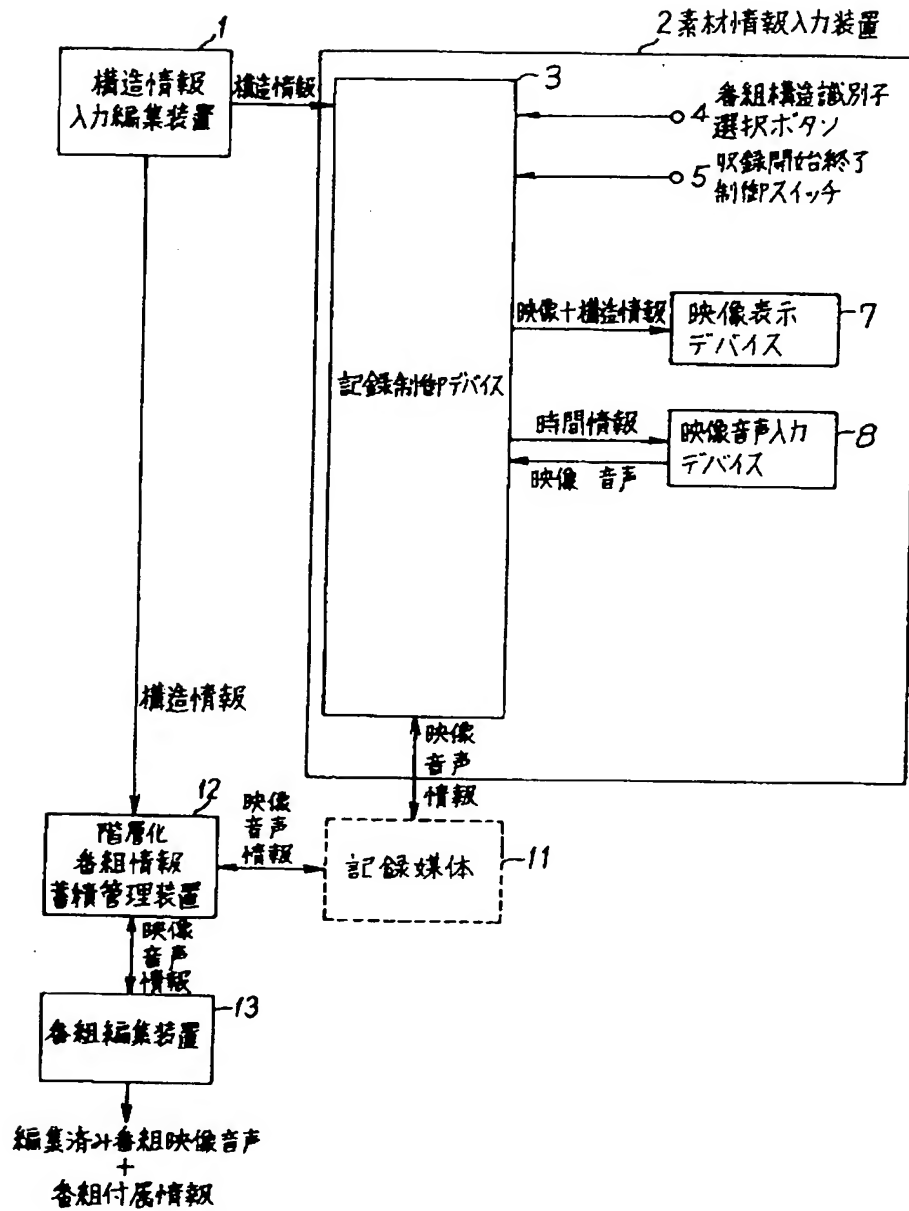 1
構造情報
入力編集装置
構造情報
2素材情報入力装置
3
4 番組構造識別子
選択ボタン
5 収録開始終了
制御スイッチ
映像+構造情報
映像表示
デバイス
7
記録制御デバイス
時間情報
映像 音声
映像音声入力
デバイス
8
構造情報
映像
音声
情報
12
階層化
番組情報
蓄積管理装置
映像
音声
情報
記録媒体
11
映像
音声
情報
13
番組編集装置
編集済み番組映像音声
+
番組付属情報